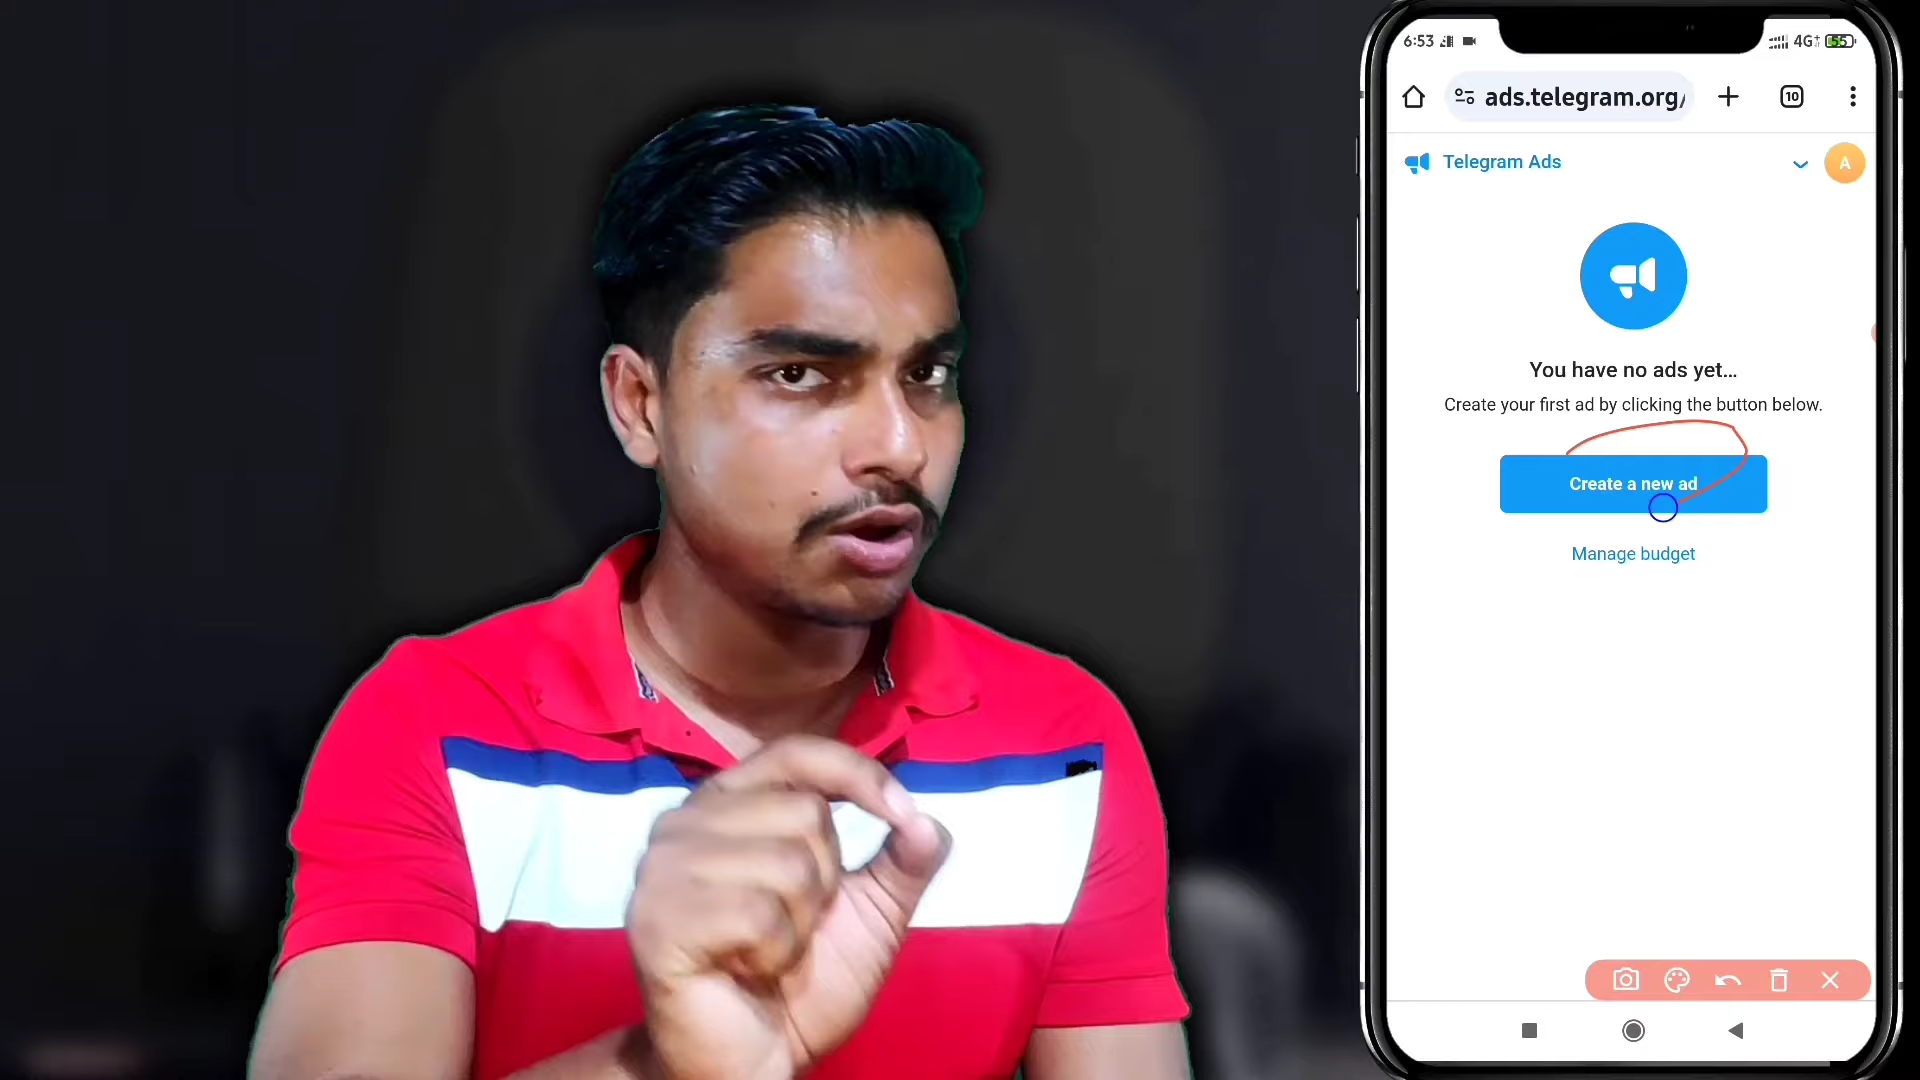 6:53
4G+
55
ads.telegram.org/
10
Telegram Ads
A
You have no ads yet...
Create your first ad by clicking the button below.
Create a new ad
Manage budget